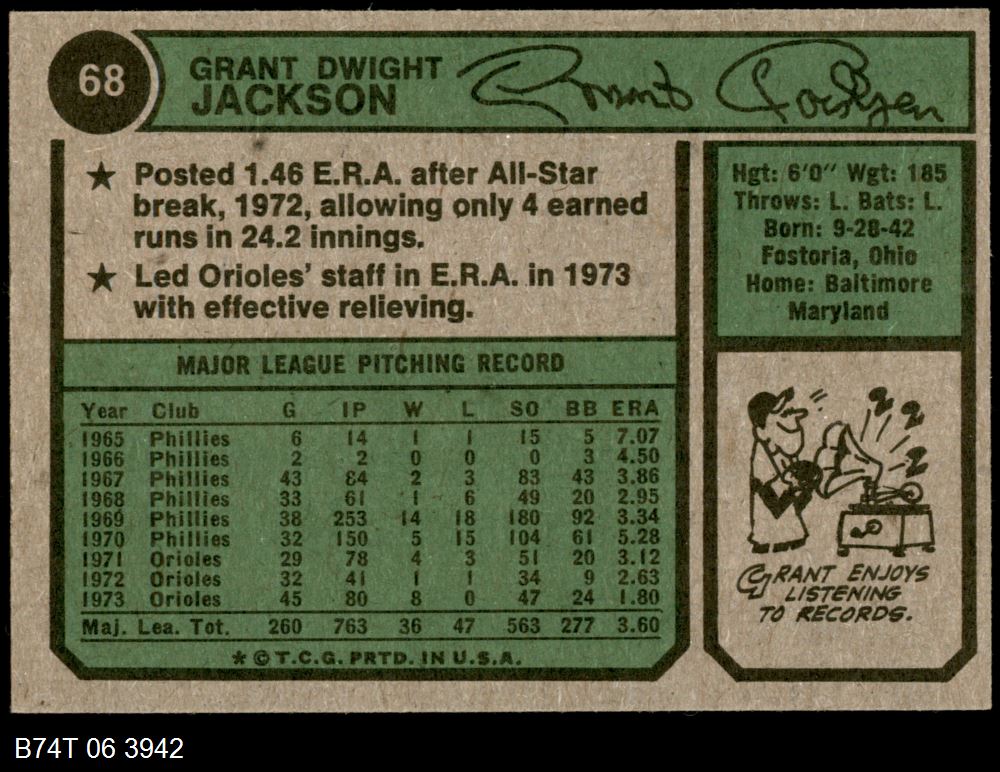 68
GRANT DWIGHT
JACKSON
Grant Jackson
★ Posted 1.46 E.R.A. after All-Star
break, 1972, allowing only 4 earned
runs in 24.2 innings.
★ Led Orioles' staff in E.R.A. in 1973
with effective relieving.
Hgt: 6'0" Wgt: 185
Throws: L. Bats: L.
Born: 9-28-42
Fostoria, Ohio
Home: Baltimore
Maryland
MAJOR LEAGUE PITCHING RECORD
Year Club G IP W L SO BB ERA
1965 Phillies 6 14 1 1 15 5 7.07
1966 Phillies 2 2 0 0 0 3 4.50
1967 Phillies 43 84 2 3 83 43 3.86
1968 Phillies 33 61 1 6 49 20 2.95
1969 Phillies 38 253 14 18 180 92 3.34
1970 Phillies 32 150 5 15 104 61 5.28
1971 Orioles 29 78 4 3 51 20 3.12
1972 Orioles 32 41 1 1 34 9 2.63
1973 Orioles 45 80 8 0 47 24 1.80
Maj. Lea. Tot. 260 763 36 47 563 277 3.60
* © T.C.G. PRTD. IN U.S.A.
GRANT ENJOYS
LISTENING
TO RECORDS.
B74T 06 3942